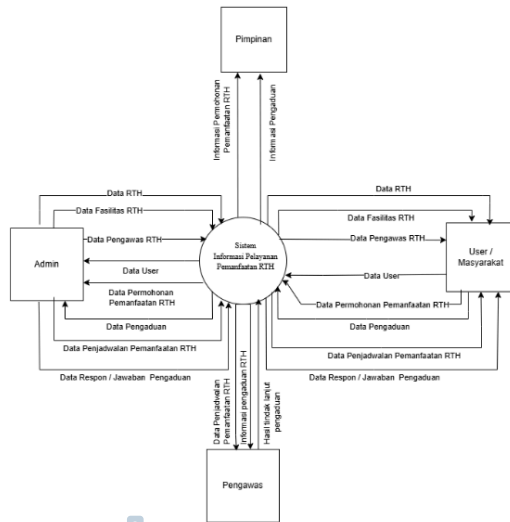 Pimpinan
Informasi Permohonan
Pemanfaatan RTH
Informasi Pengaduan
Data RTH
Data Fasilitas RTH
Data Pengawas RTH
Admin
Data User
Data Permohonan
Pemanfaatan RTH
Data Pengaduan
Data Penjadwalan Pemanfaatan RTH
Data Respon / Jawaban Pengaduan
Sistem
Informasi Pelayanan
Pemanfaatan RTH
Data RTH
Data Fasilitas RTH
Data Pengawas RTH
User /
Masyarakat
Data User
Data Permohonan Pemanfaatan RTH
Data Pengaduan
Data Penjadwalan Pemanfaatan RTH
Data Respon / Jawaban Pengaduan
Data Penjadwalan
Pemanfaatan RTH
Informasi pengaduan RTH
Hasil tindak lanjut
pengaduan
Pengawas